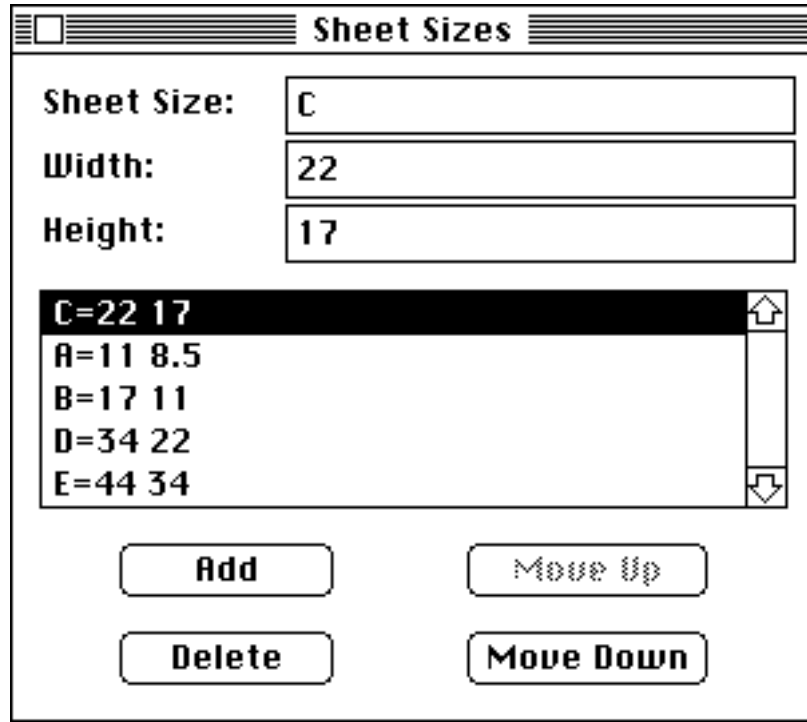 Sheet Sizes
Sheet Size: C
Width: 22
Height: 17
C=22 17
A=11 8.5
B=17 11
D=34 22
E=44 34
Add Move Up
Delete Move Down